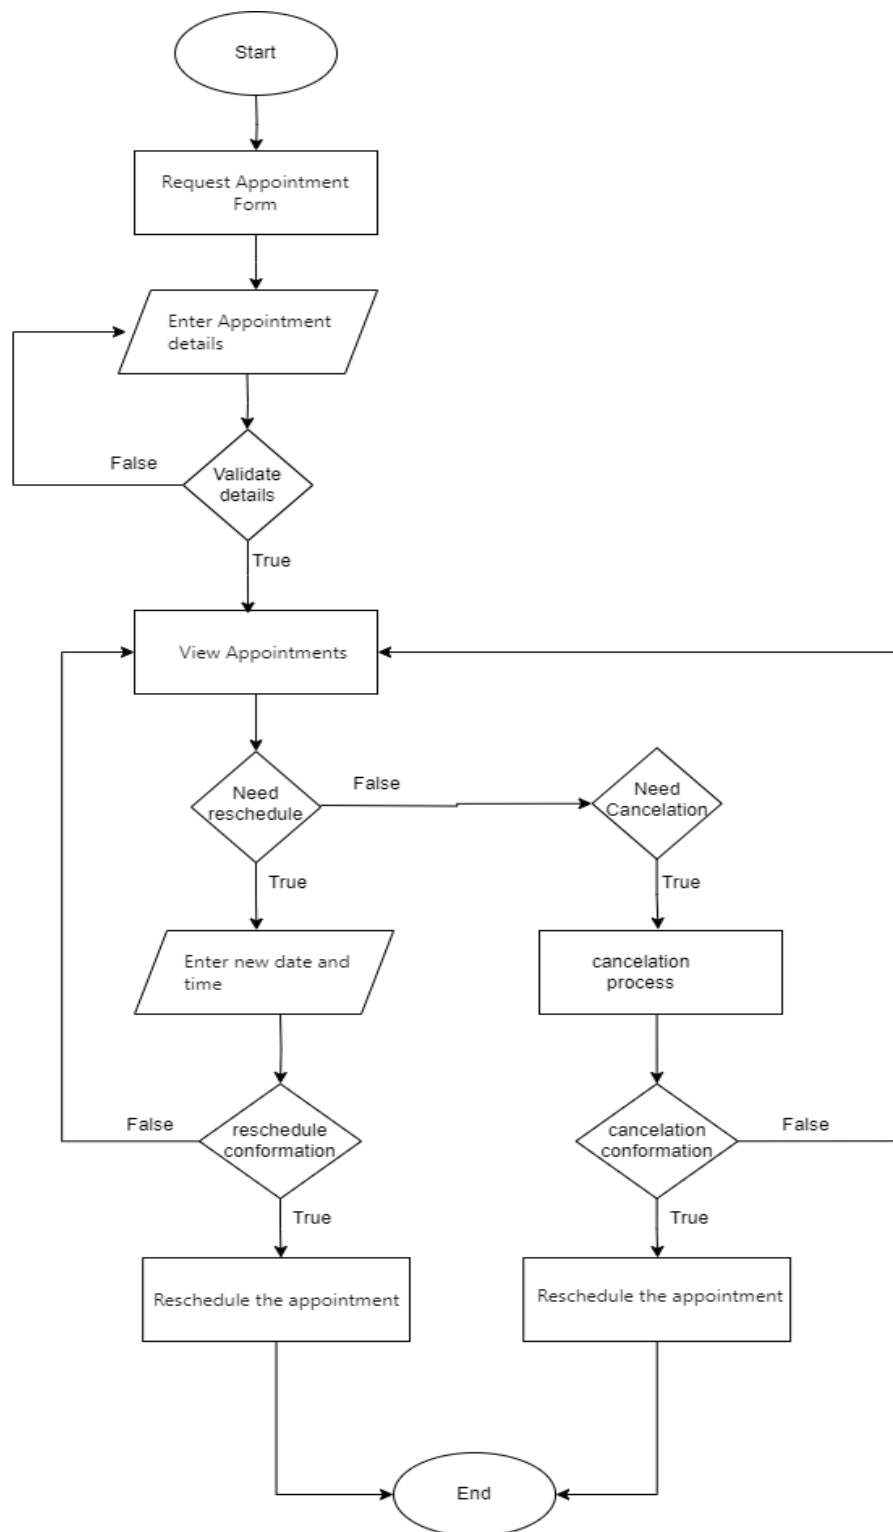 Start
Request Appointment
Form
Enter Appointment
details
False
Validate
details
True
View Appointments
Need
reschedule
False
Need
Cancelation
True
True
Enter new date and
time
cancelation
process
False
reschedule
conformation
cancelation
conformation
False
True
True
Reschedule the appointment
Reschedule the appointment
End